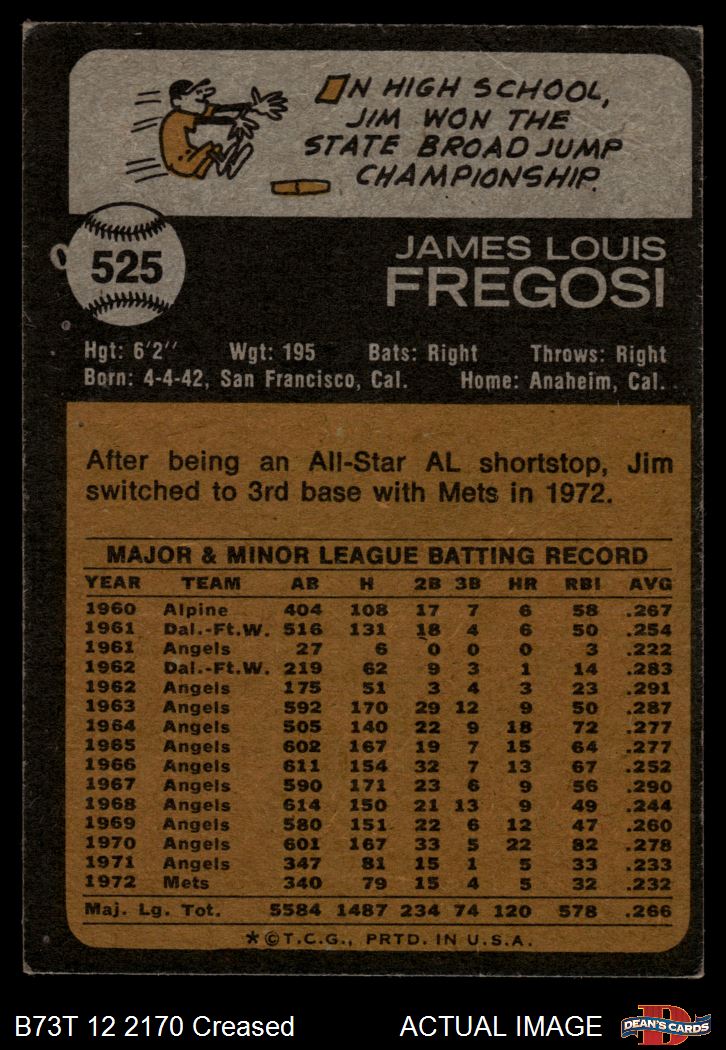 IN HIGH SCHOOL,
JIM WON THE
STATE BROAD JUMP
CHAMPIONSHIP.
525
JAMES LOUIS
FREGOSI
Hgt: 6'2" Wgt: 195 Bats: Right Throws: Right
Born: 4-4-42, San Francisco, Cal. Home: Anaheim, Cal.
After being an All-Star AL shortstop, Jim
switched to 3rd base with Mets in 1972.
MAJOR & MINOR LEAGUE BATTING RECORD
YEAR TEAM AB H 2B 3B HR RBI AVG
1960 Alpine 404 108 17 7 6 58 .267
1961 Dal.-Ft.W. 516 131 18 4 6 50 .254
1961 Angels 27 6 0 0 0 3 .222
1962 Dal.-Ft.W. 219 62 9 3 1 14 .283
1962 Angels 175 51 3 4 3 23 .291
1963 Angels 592 170 29 12 9 50 .287
1964 Angels 505 140 22 9 18 72 .277
1965 Angels 602 167 19 7 15 64 .277
1966 Angels 611 154 32 7 13 67 .252
1967 Angels 590 171 23 6 9 56 .290
1968 Angels 614 150 21 13 9 49 .244
1969 Angels 580 151 22 6 12 47 .260
1970 Angels 601 167 33 5 22 82 .278
1971 Angels 347 81 15 1 5 33 .233
1972 Mets 340 79 15 4 5 32 .232
Maj. Lg. Tot. 5584 1487 234 74 120 578 .266
*©T.C.G., PRTD. IN U.S.A.
B73T 12 2170 Creased ACTUAL IMAGE
D
DEAN'S CARDS